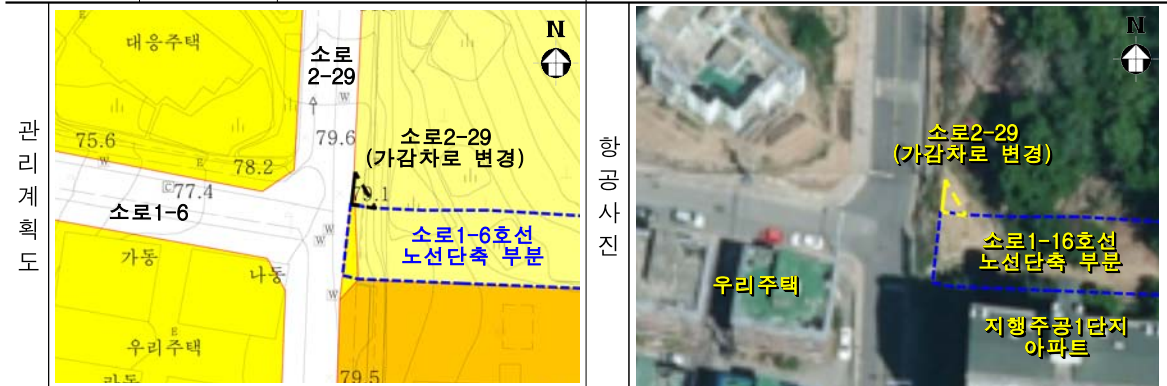 관리계획도
대응주택
소로
2-29
N
W
79.6
소로2-29
(가감차로 변경)
79.1
75.6
W
E
78.2
ⓒ77.4
소로1-6
W
W
소로1-6호선
노선단축 부분
가동
나동
W
E
우리주택
라동
79.5
항공사진
N
소로2-29
(가감차로 변경)
소로1-16호선
노선단축 부분
우리주택
지행주공1단지
아파트